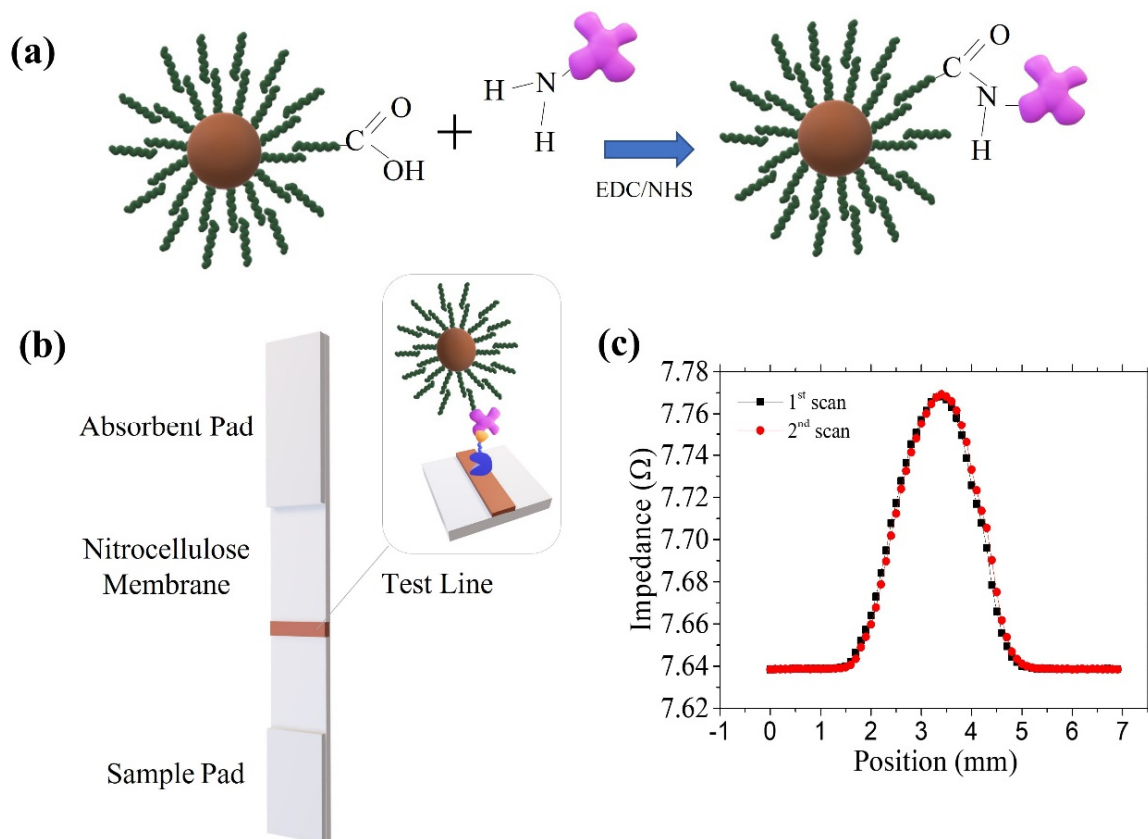 (a)
C
O
OH
+
H
N
H
EDC/NHS
O
C
N
H
(b)
Absorbent Pad
Nitrocellulose
Membrane
Test Line
Sample Pad
(c)
7.78
7.76
7.74
7.72
7.70
7.68
7.66
7.64
7.62
Impedance (Ω)
1st scan
2nd scan
-1 0 1 2 3 4 5 6 7
Position (mm)